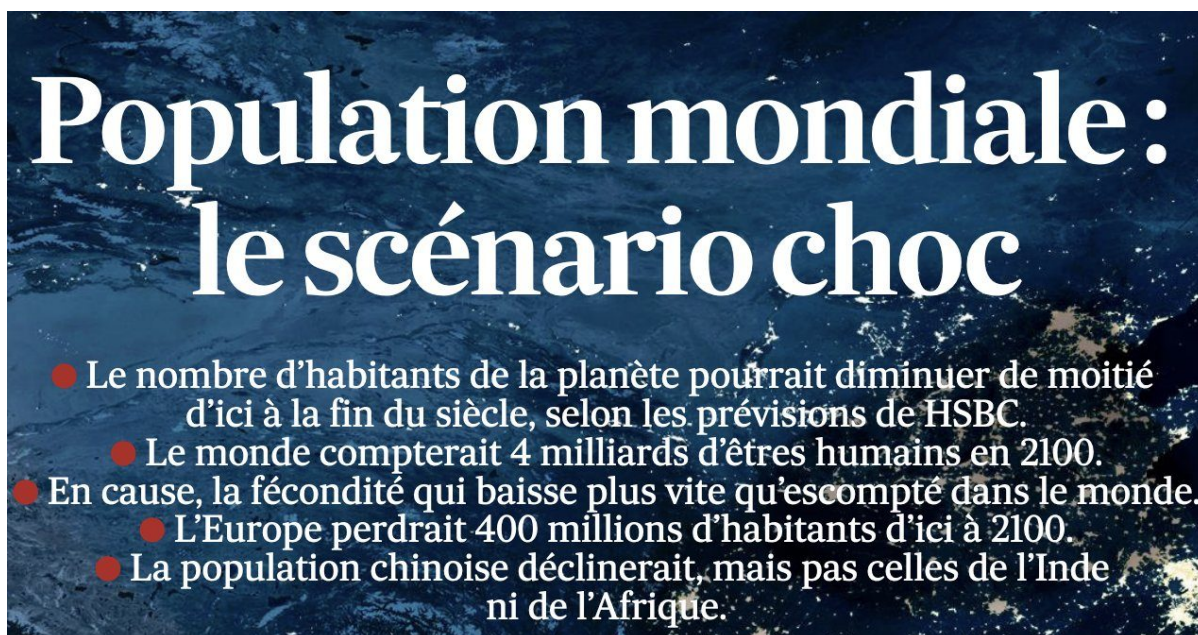 Population mondiale :
le scénario choc
● Le nombre d’habitants de la planète pourrait diminuer de moitié
d’ici à la fin du siècle, selon les prévisions de HSBC.
● Le monde compterait 4 milliards d’êtres humains en 2100.
● En cause, la fécondité qui baisse plus vite qu’escompté dans le monde.
● L’Europe perdrait 400 millions d’habitants d’ici à 2100.
● La population chinoise déclinerait, mais pas celles de l’Inde
ni de l’Afrique.